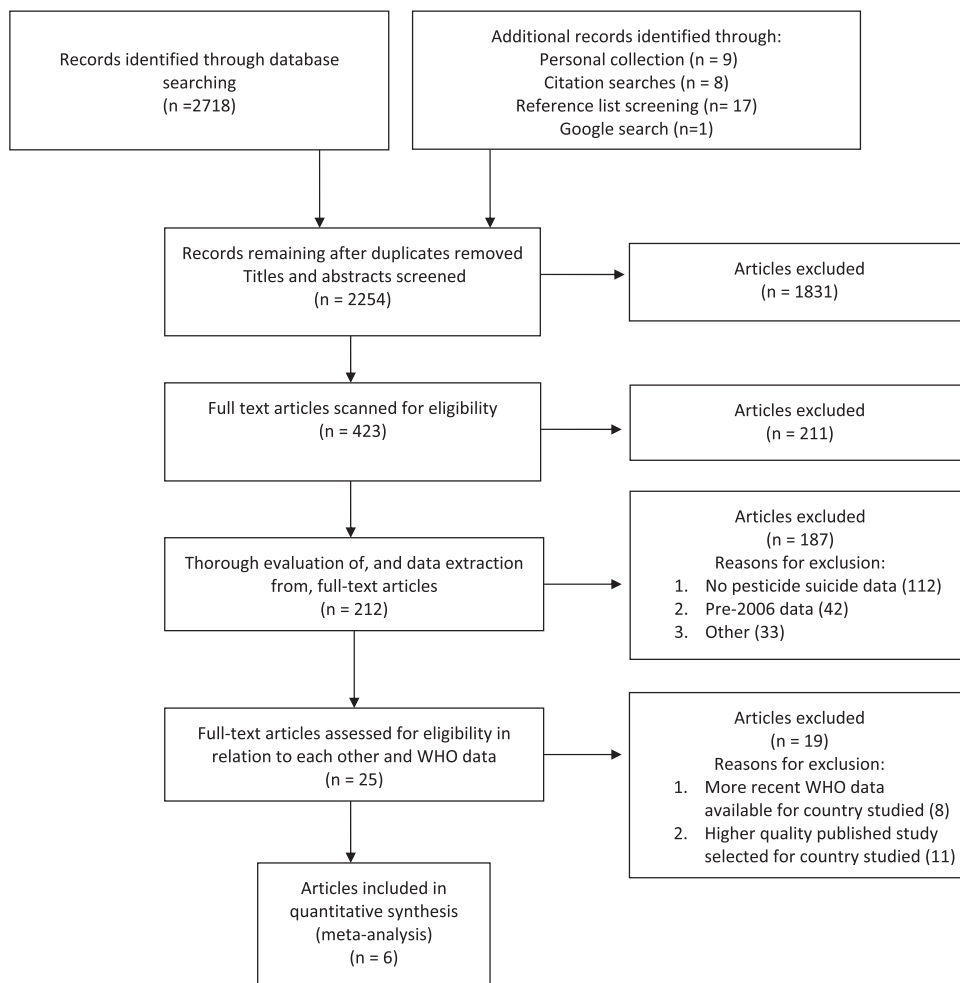 Records identified through database
searching
(n =2718)
Additional records identified through:
Personal collection (n = 9)
Citation searches (n = 8)
Reference list screening (n= 17)
Google search (n=1)
Records remaining after duplicates removed
Titles and abstracts screened
(n = 2254)
Articles excluded
(n = 1831)
Full text articles scanned for eligibility
(n = 423)
Articles excluded
(n = 211)
Thorough evaluation of, and data extraction
from, full-text articles
(n = 212)
Articles excluded
(n = 187)
Reasons for exclusion:
1. No pesticide suicide data (112)
2. Pre-2006 data (42)
3. Other (33)
Full-text articles assessed for eligibility in
relation to each other and WHO data
(n = 25)
Articles excluded
(n = 19)
Reasons for exclusion:
1. More recent WHO data
available for country studied (8)
2. Higher quality published study
selected for country studied (11)
Articles included in
quantitative synthesis
(meta-analysis)
(n = 6)